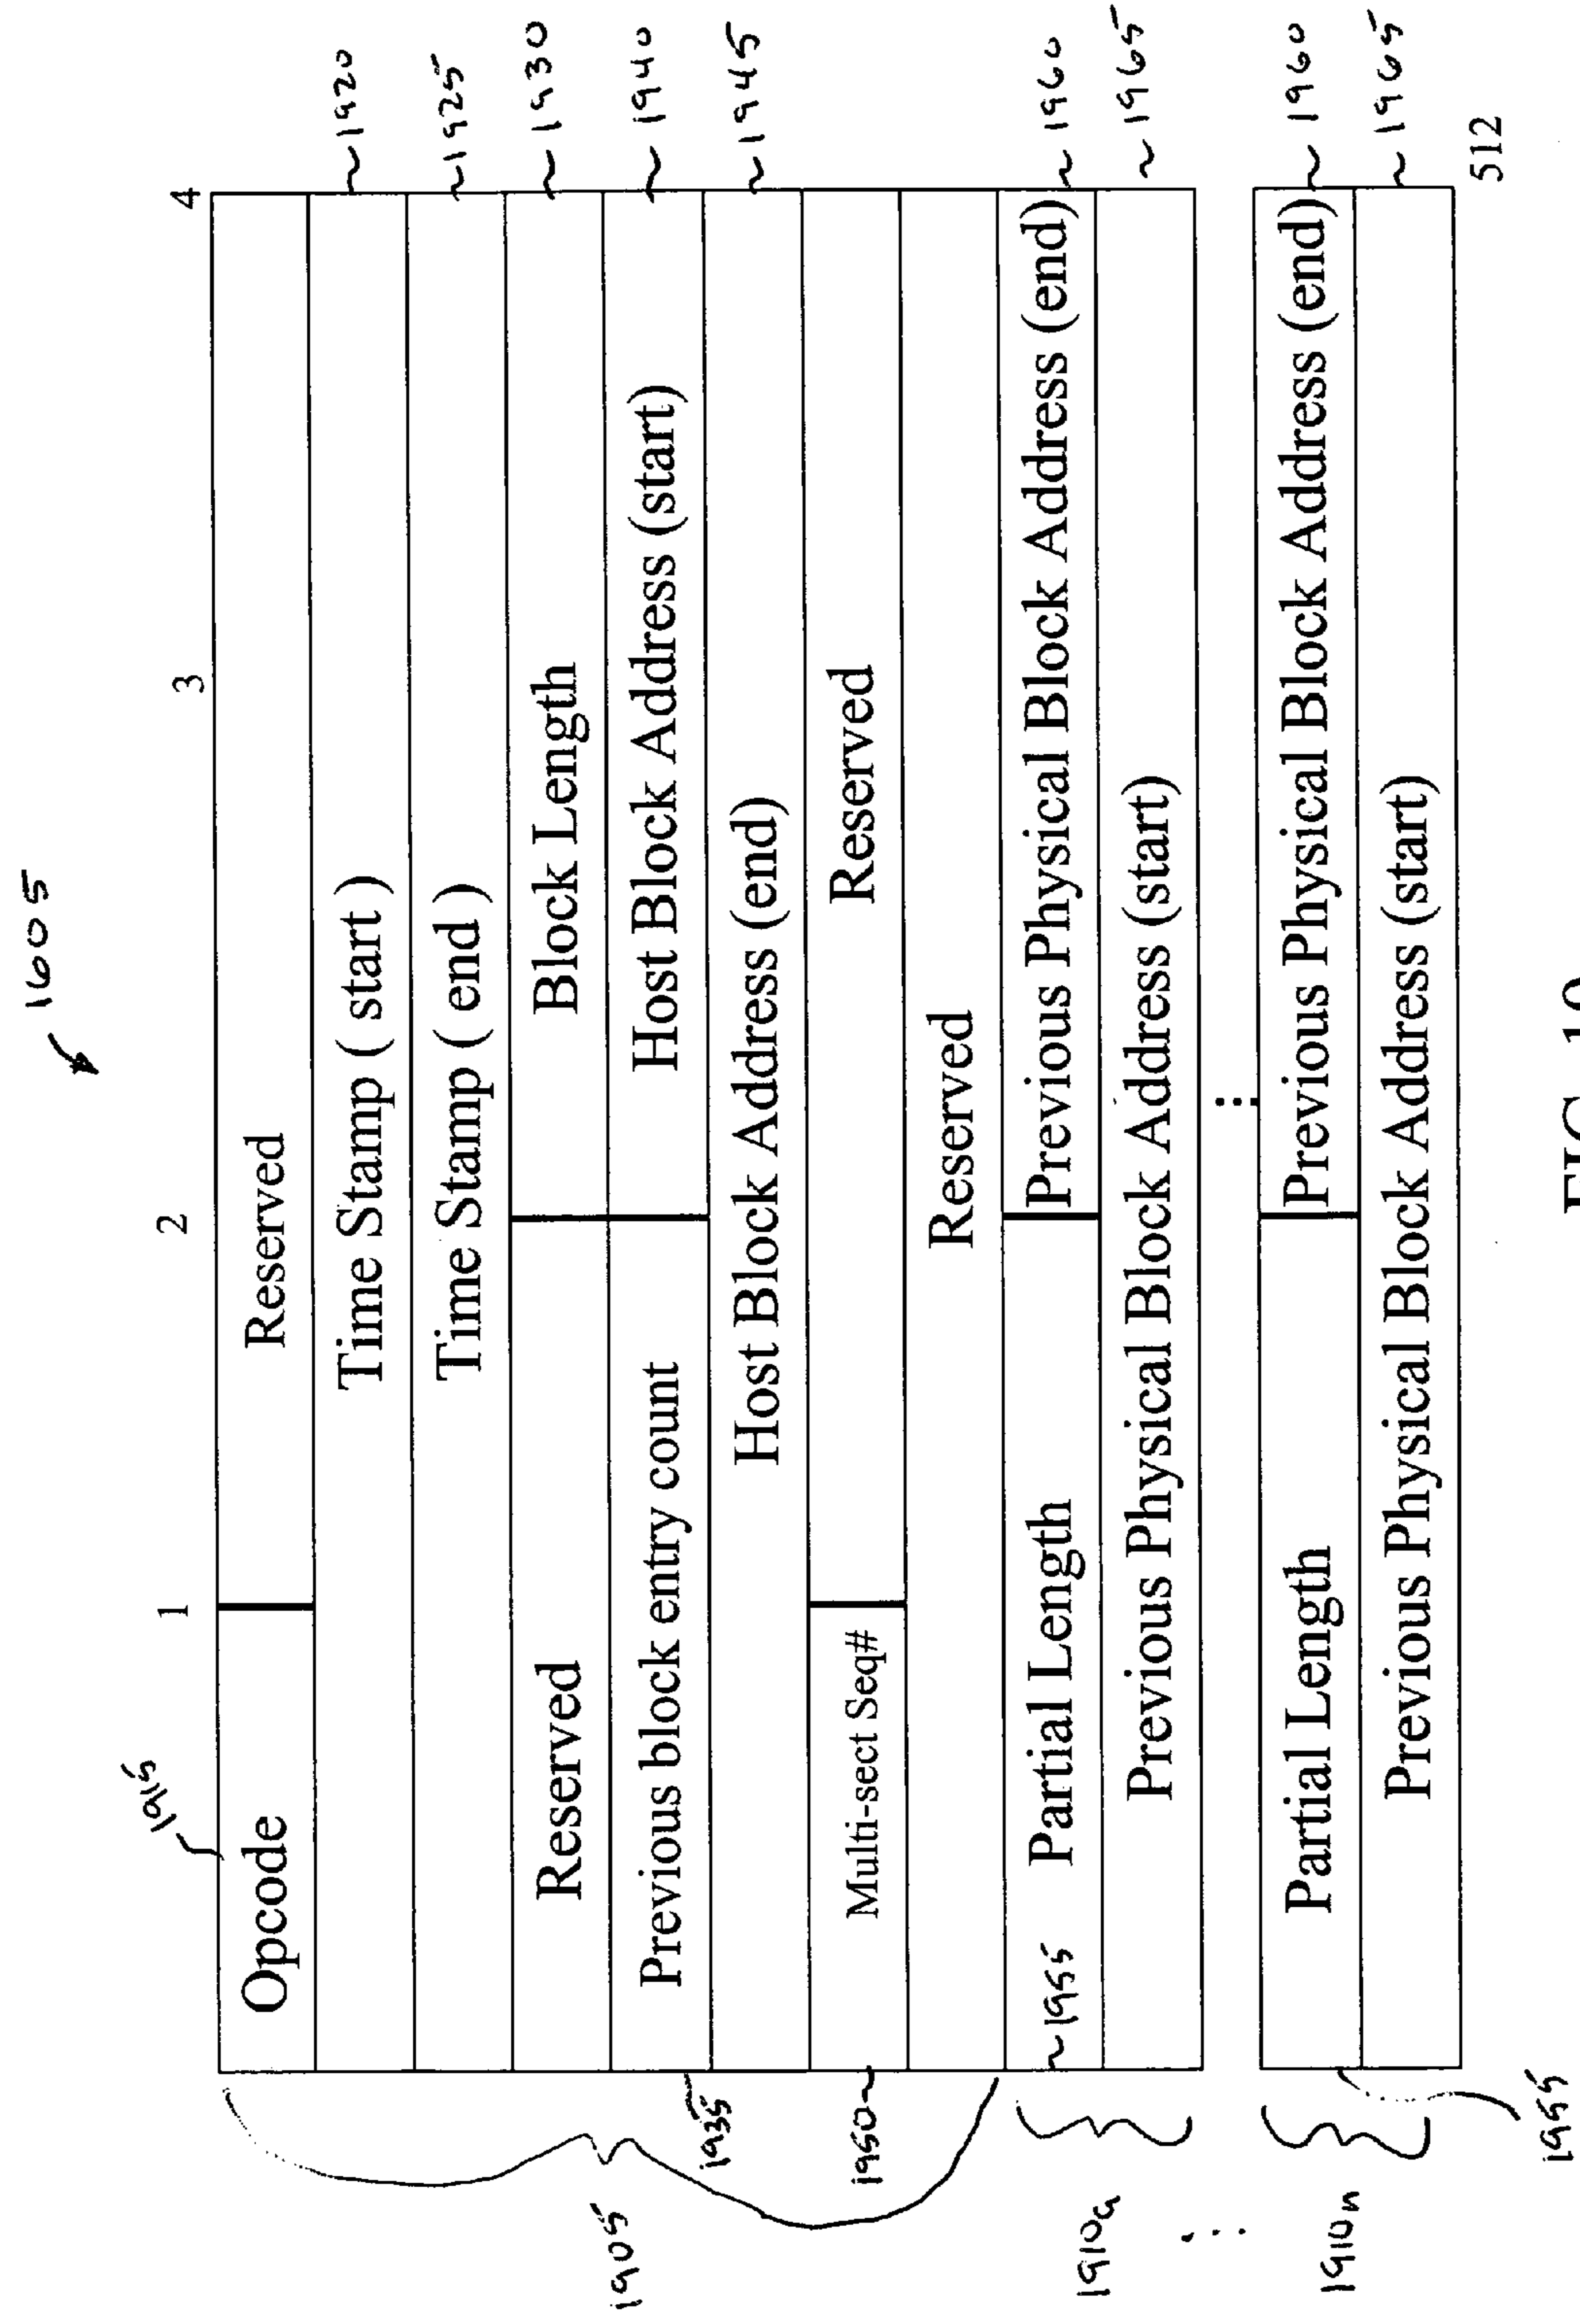 1605
1 2 3 4
1915
Opcode Reserved
Time Stamp ( start ) 1920
Time Stamp ( end ) 1925
Reserved Block Length 1930
1935 Previous block entry count Host Block Address (start) 1940
Host Block Address (end) 1945
1950 Multi-sect Seq# Reserved
Reserved
1905
1910a 1955 Partial Length Previous Physical Block Address (end) 1960
Previous Physical Block Address (start) 1965
⋮ ⋮
1910n Partial Length Previous Physical Block Address (end) 1960
Previous Physical Block Address (start) 1965
1955
512